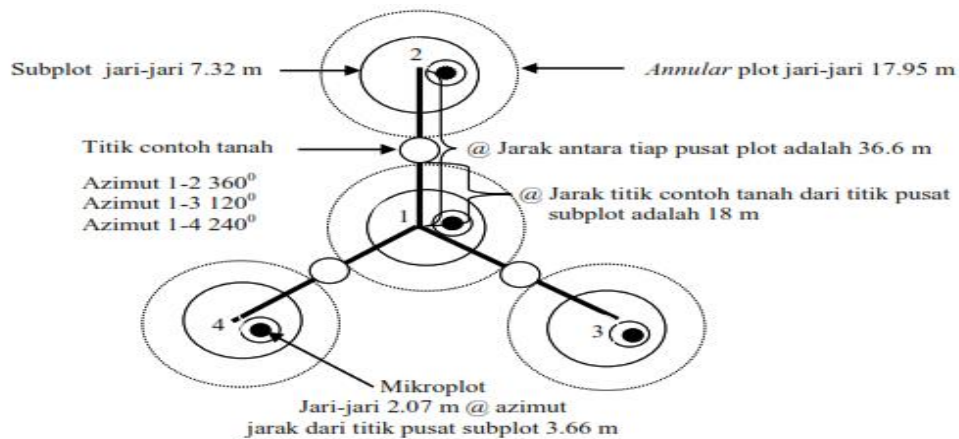 2
Subplot jari-jari 7.32 m
Annular plot jari-jari 17.95 m
Titik contoh tanah
@ Jarak antara tiap pusat plot adalah 36.6 m
Azimut 1-2 360⁰
Azimut 1-3 120⁰
Azimut 1-4 240⁰
@ Jarak titik contoh tanah dari titik pusat
subplot adalah 18 m
1
4
3
Mikroplot
Jari-jari 2.07 m @ azimut
jarak dari titik pusat subplot 3.66 m